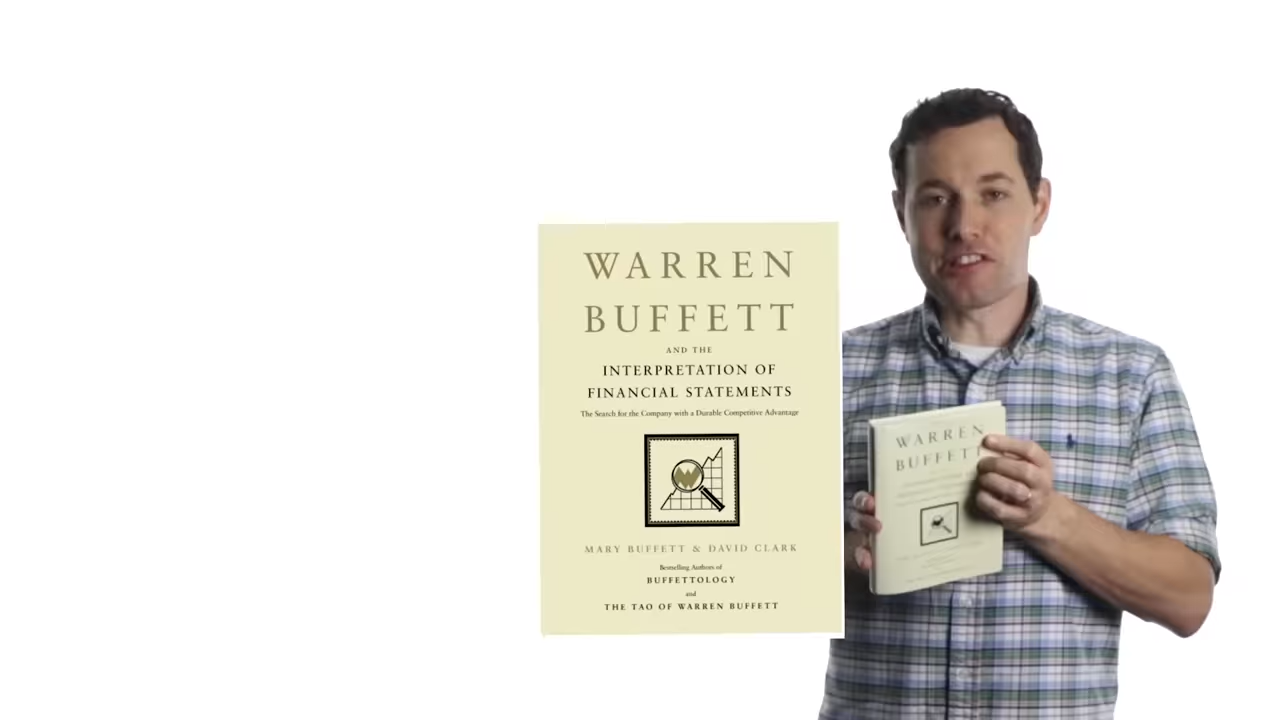 WARREN
BUFFETT
AND THE
INTERPRETATION OF
FINANCIAL STATEMENTS
The Search for the Company with a Durable Competitive Advantage
W
MARY BUFFETT & DAVID CLARK
Bestselling Authors of
BUFFETTOLOGY
and
THE TAO OF WARREN BUFFETT
WARREN
BUFFETT